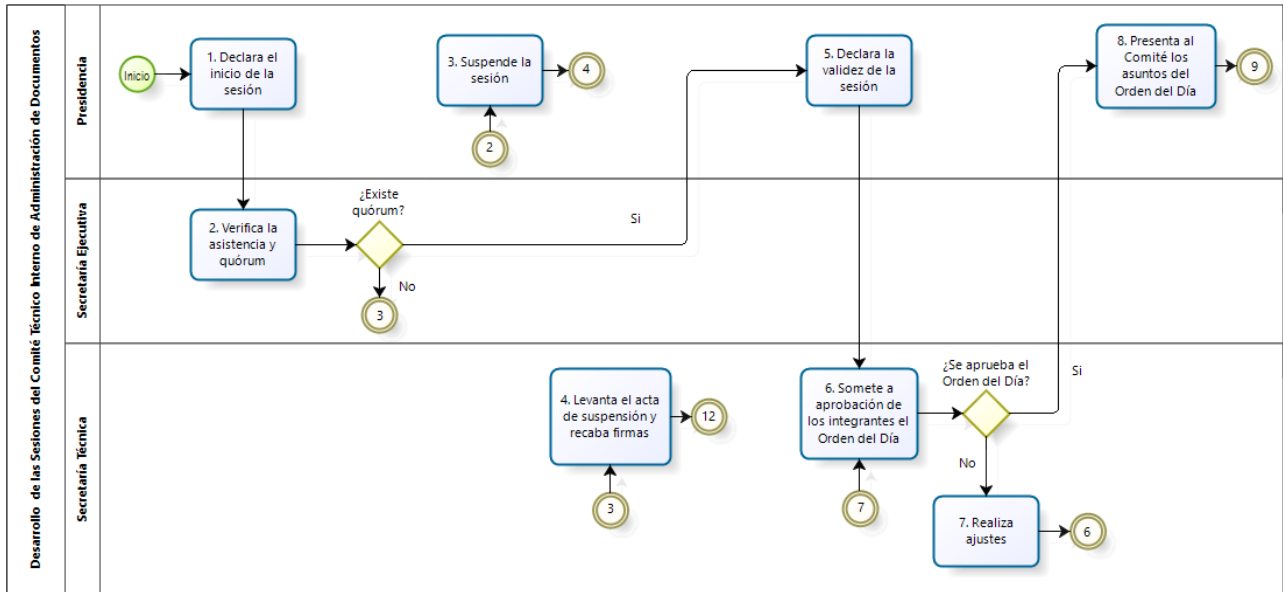 Desarrollo de las Sesiones del Comité Técnico Interno de Administración de Documentos
Presidencia
Inicio
1. Declara el
inicio de la
sesión
3. Suspende la
sesión
4
2
5. Declara la
validez de la
sesión
8. Presenta al
Comité los
asuntos del
Orden del Día
9
Secretaría Ejecutiva
2. Verifica la
asistencia y
quórum
¿Existe
quórum?
Si
No
3
Secretaría Técnica
4. Levanta el acta
de suspensión y
recaba firmas
12
3
6. Somete a
aprobación de
los integrantes el
Orden del Día
7
¿Se aprueba el
Orden del Día?
Si
No
7. Realiza
ajustes
6